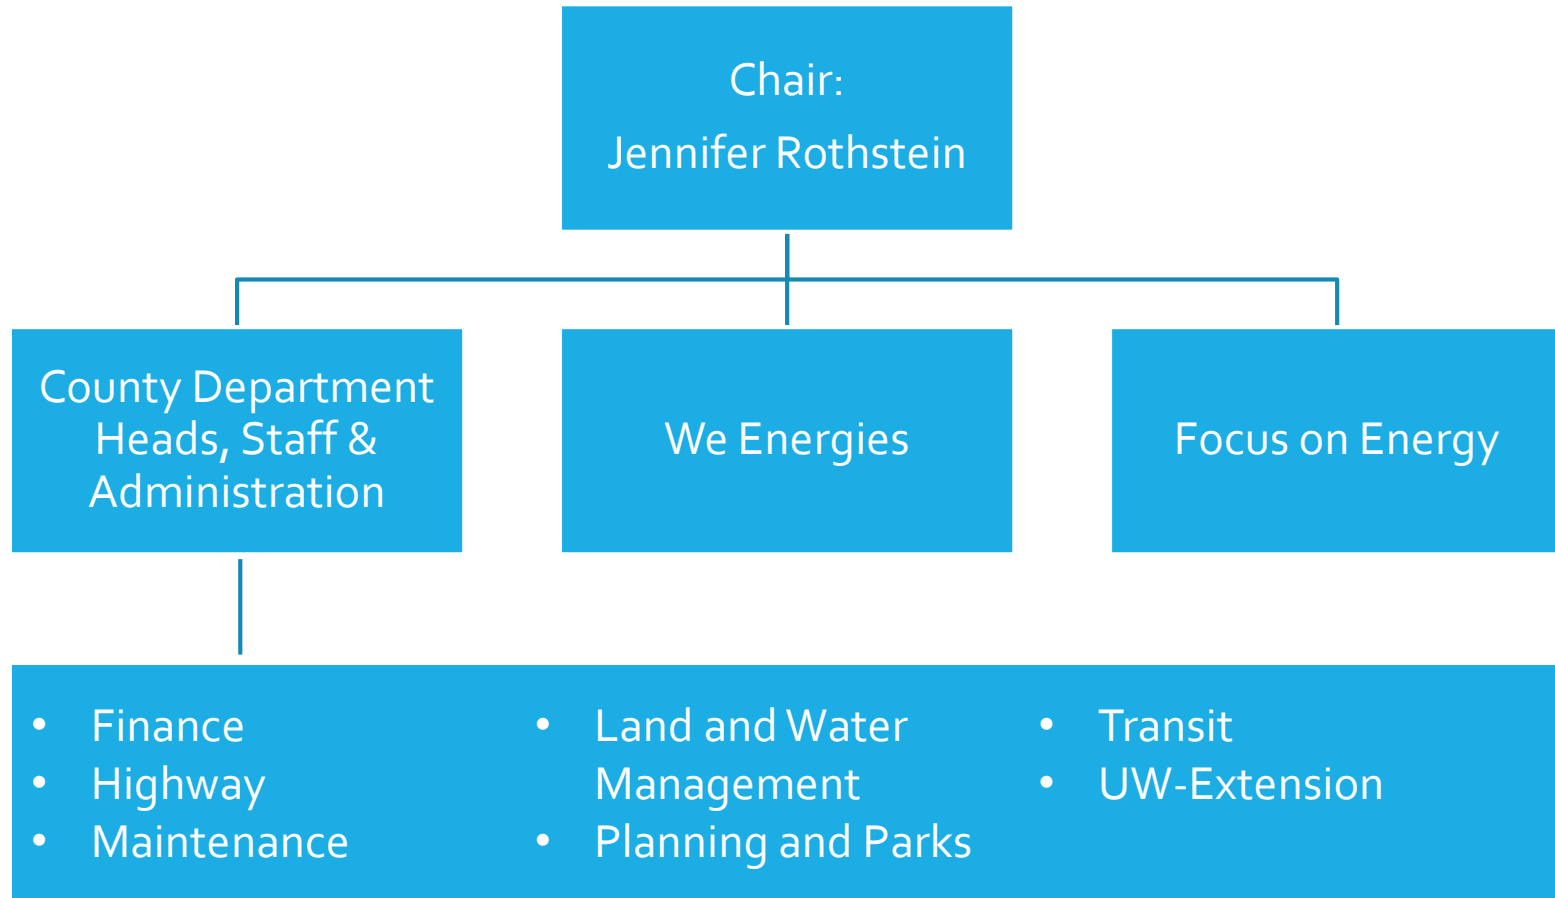 Chair:
Jennifer Rothstein
County Department
Heads, Staff &
Administration
We Energies
Focus on Energy
• Finance
• Highway
• Maintenance
• Land and Water
Management
• Planning and Parks
• Transit
• UW-Extension